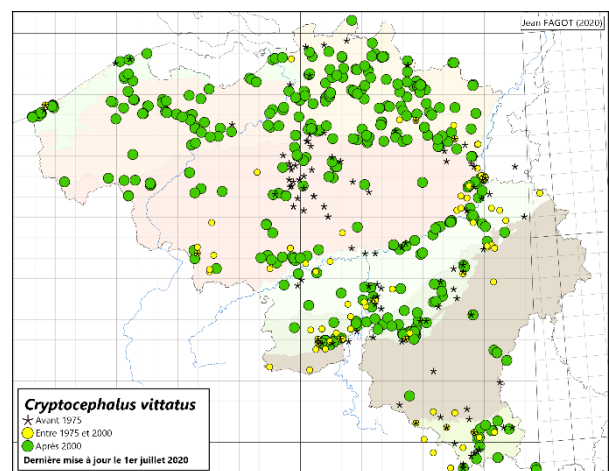 Jean FAGOT (2020)
Cryptocephalus vittatus
Avant 1975
Entre 1975 et 2000
Après 2000
Dernière mise à jour le 1er juillet 2020